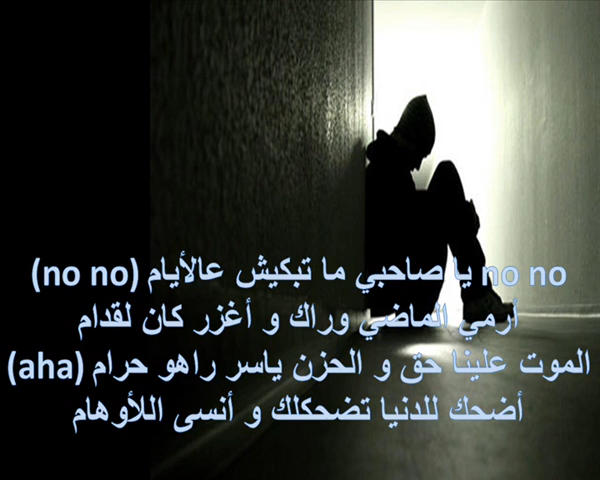 no no يا صاحبي ما تبكيش عالأيام (no no)
أرمي الماضي وراك و أغزر كان لقدام
الموت علينا حق و الحزن ياسر راهو حرام (aha)
أضحك للدنيا تضحكلك و أنسى اللأوهام